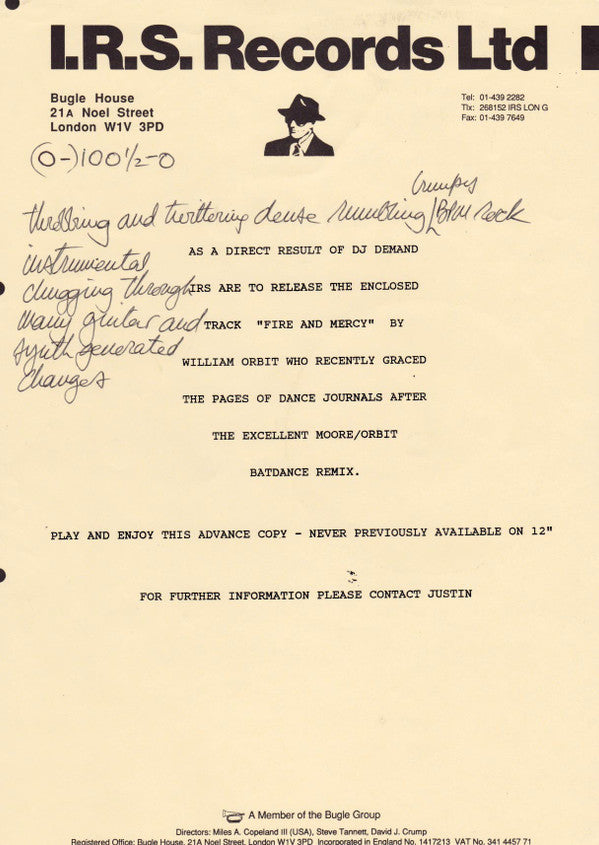 I.R.S. Records Ltd
Bugle House
21A Noel Street
London W1V 3PD
Tel: 01-439 2282
Tlx: 268152 IRS LON G
Fax: 01-439 7649
(0-)100½-0
Crumpy
throbbing and twittering dense rumbling BPM rock
instrumental
chugging through
many guitar and
synth generated
changes
AS A DIRECT RESULT OF DJ DEMAND
IRS ARE TO RELEASE THE ENCLOSED
TRACK "FIRE AND MERCY" BY
WILLIAM ORBIT WHO RECENTLY GRACED
THE PAGES OF DANCE JOURNALS AFTER
THE EXCELLENT MOORE/ORBIT
BATDANCE REMIX.
PLAY AND ENJOY THIS ADVANCE COPY - NEVER PREVIOUSLY AVAILABLE ON 12"
FOR FURTHER INFORMATION PLEASE CONTACT JUSTIN
A Member of the Bugle Group
Directors: Miles A. Copeland III (USA), Steve Tannett, David J. Crump
Registered Office: Bugle House, 21A Noel Street, London W1V 3PD Incorporated in England No. 1417213 VAT No. 341 4457 71